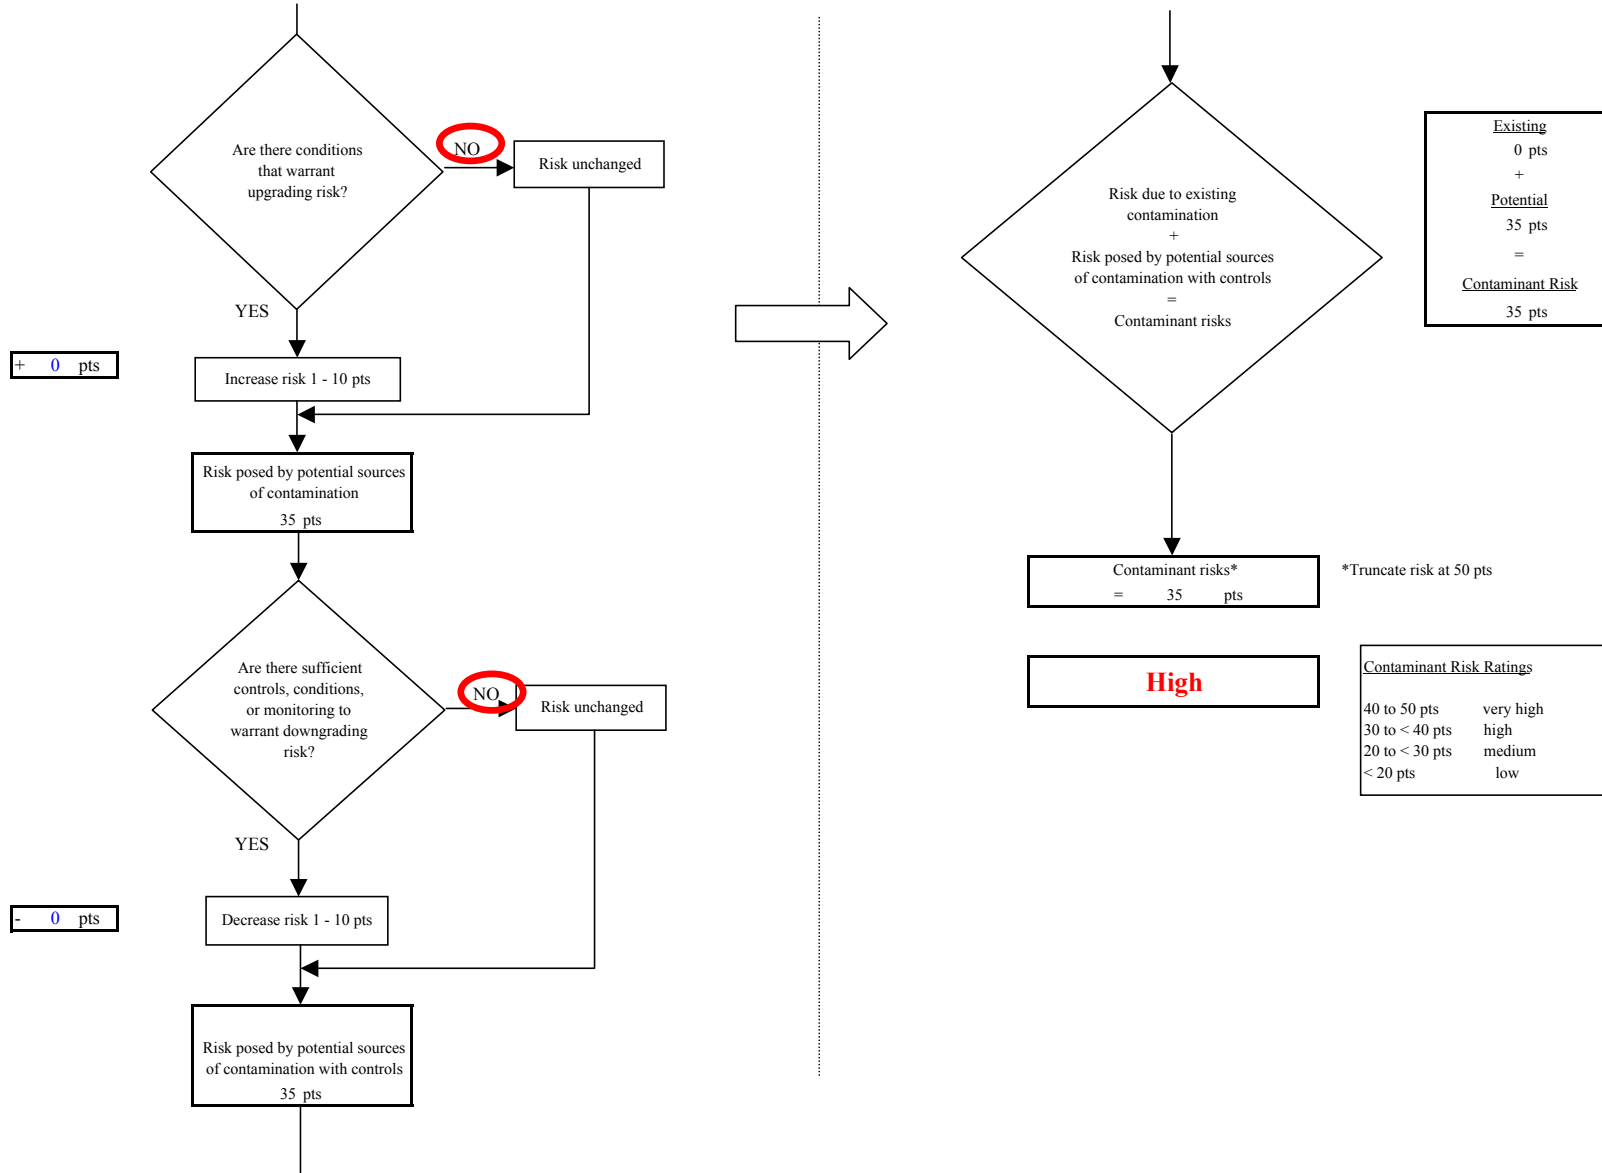 Are there conditions
that warrant
upgrading risk?
NO
Risk unchanged
YES
+ 0 pts
Increase risk 1 - 10 pts
Risk posed by potential sources
of contamination
35 pts
Are there sufficient
controls, conditions,
or monitoring to
warrant downgrading
risk?
NO
Risk unchanged
YES
- 0 pts
Decrease risk 1 - 10 pts
Risk posed by potential sources
of contamination with controls
35 pts
Risk due to existing
contamination
+
Risk posed by potential sources
of contamination with controls
=
Contaminant risks
Existing
0 pts
+
Potential
35 pts
=
Contaminant Risk
35 pts
Contaminant risks*
= 35 pts
*Truncate risk at 50 pts
High
Contaminant Risk Ratings
40 to 50 pts very high
30 to < 40 pts high
20 to < 30 pts medium
< 20 pts low